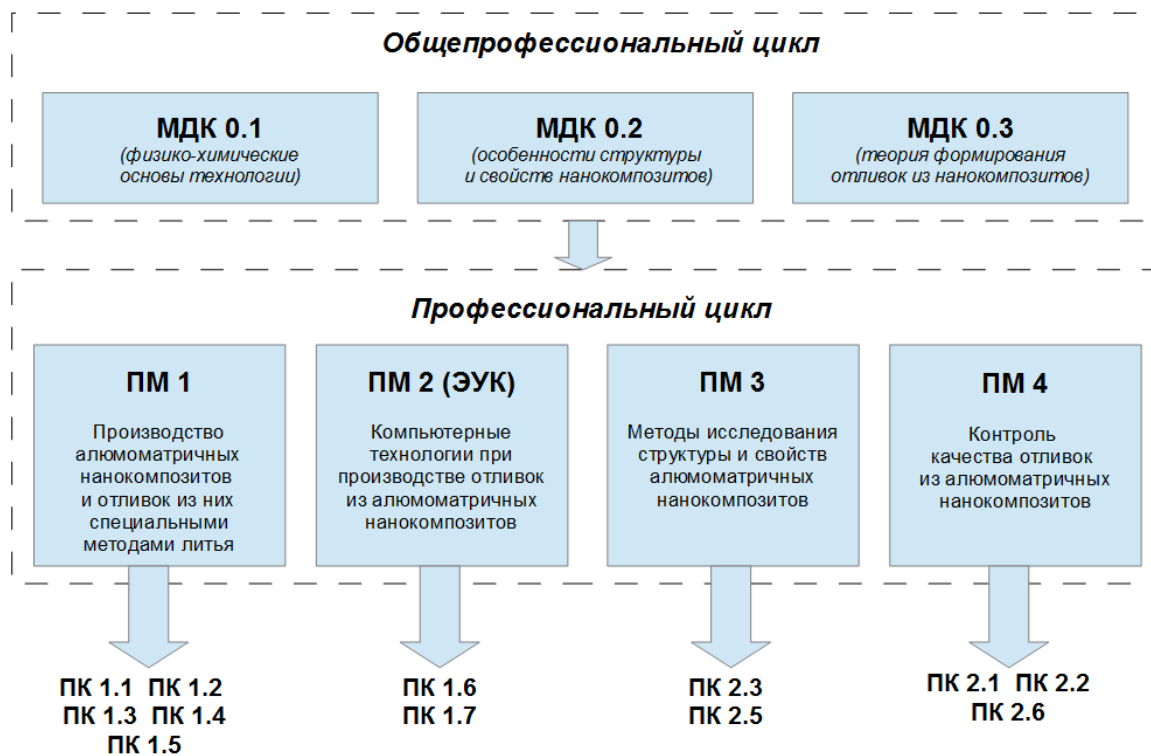 Общепрофессиональный цикл
МДК 0.1
(физико-химические
основы технологии)
МДК 0.2
(особенности структуры
и свойств нанокомпозитов)
МДК 0.3
(теория формирования
отливок из нанокомпозитов)
Профессиональный цикл
ПМ 1
Производство
алюмоматричных
нанокомпозитов
и отливок из них
специальными
методами литья
ПМ 2 (ЭУК)
Компьютерные
технологии при
производстве отливок
из алюмоматричных
нанокомпозитов
ПМ 3
Методы исследования
структуры и свойств
алюмоматричных
нанокомпозитов
ПМ 4
Контроль
качества отливок
из алюмоматричных
нанокомпозитов
ПК 1.1 ПК 1.2
ПК 1.3 ПК 1.4
ПК 1.5
ПК 1.6
ПК 1.7
ПК 2.3
ПК 2.5
ПК 2.1 ПК 2.2
ПК 2.6